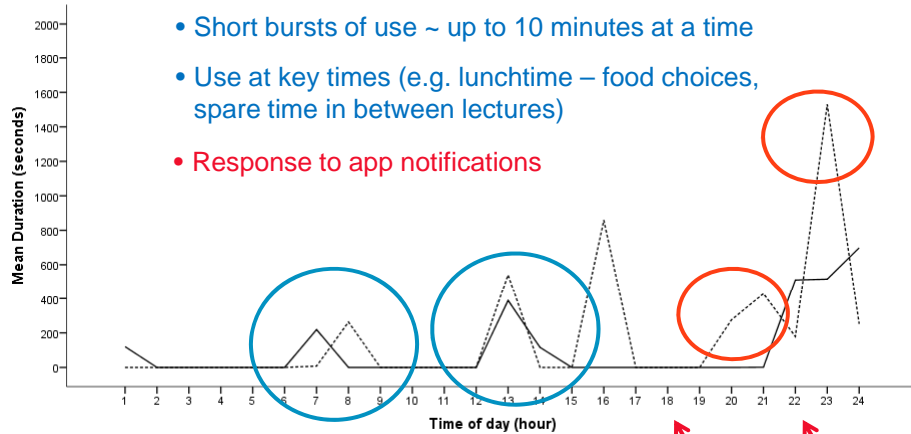 • Short bursts of use ~ up to 10 minutes at a time
• Use at key times (e.g. lunchtime – food choices,
spare time in between lectures)
• Response to app notifications
Mean Duration (seconds)
2000
1800
1600
1400
1200
1000
800
600
400
200
0
1 2 3 4 5 6 7 8 9 10 11 12 13 14 15 16 17 18 19 20 21 22 23 24
Time of day (hour)